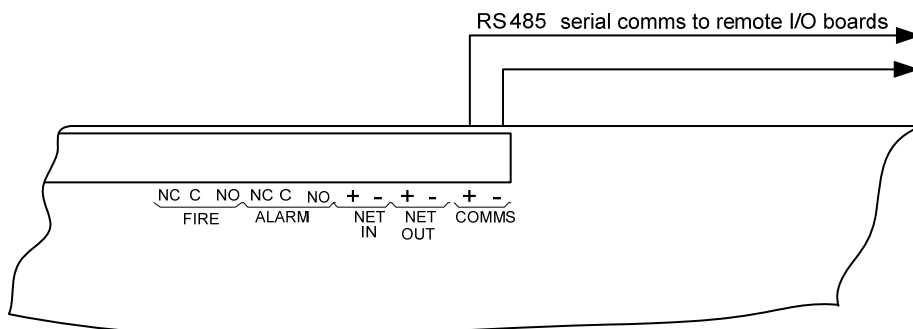 RS485 serial comms to remote I/O boards
NC C NO NC C NO + - + - + -
FIRE ALARM NET IN NET OUT COMMS